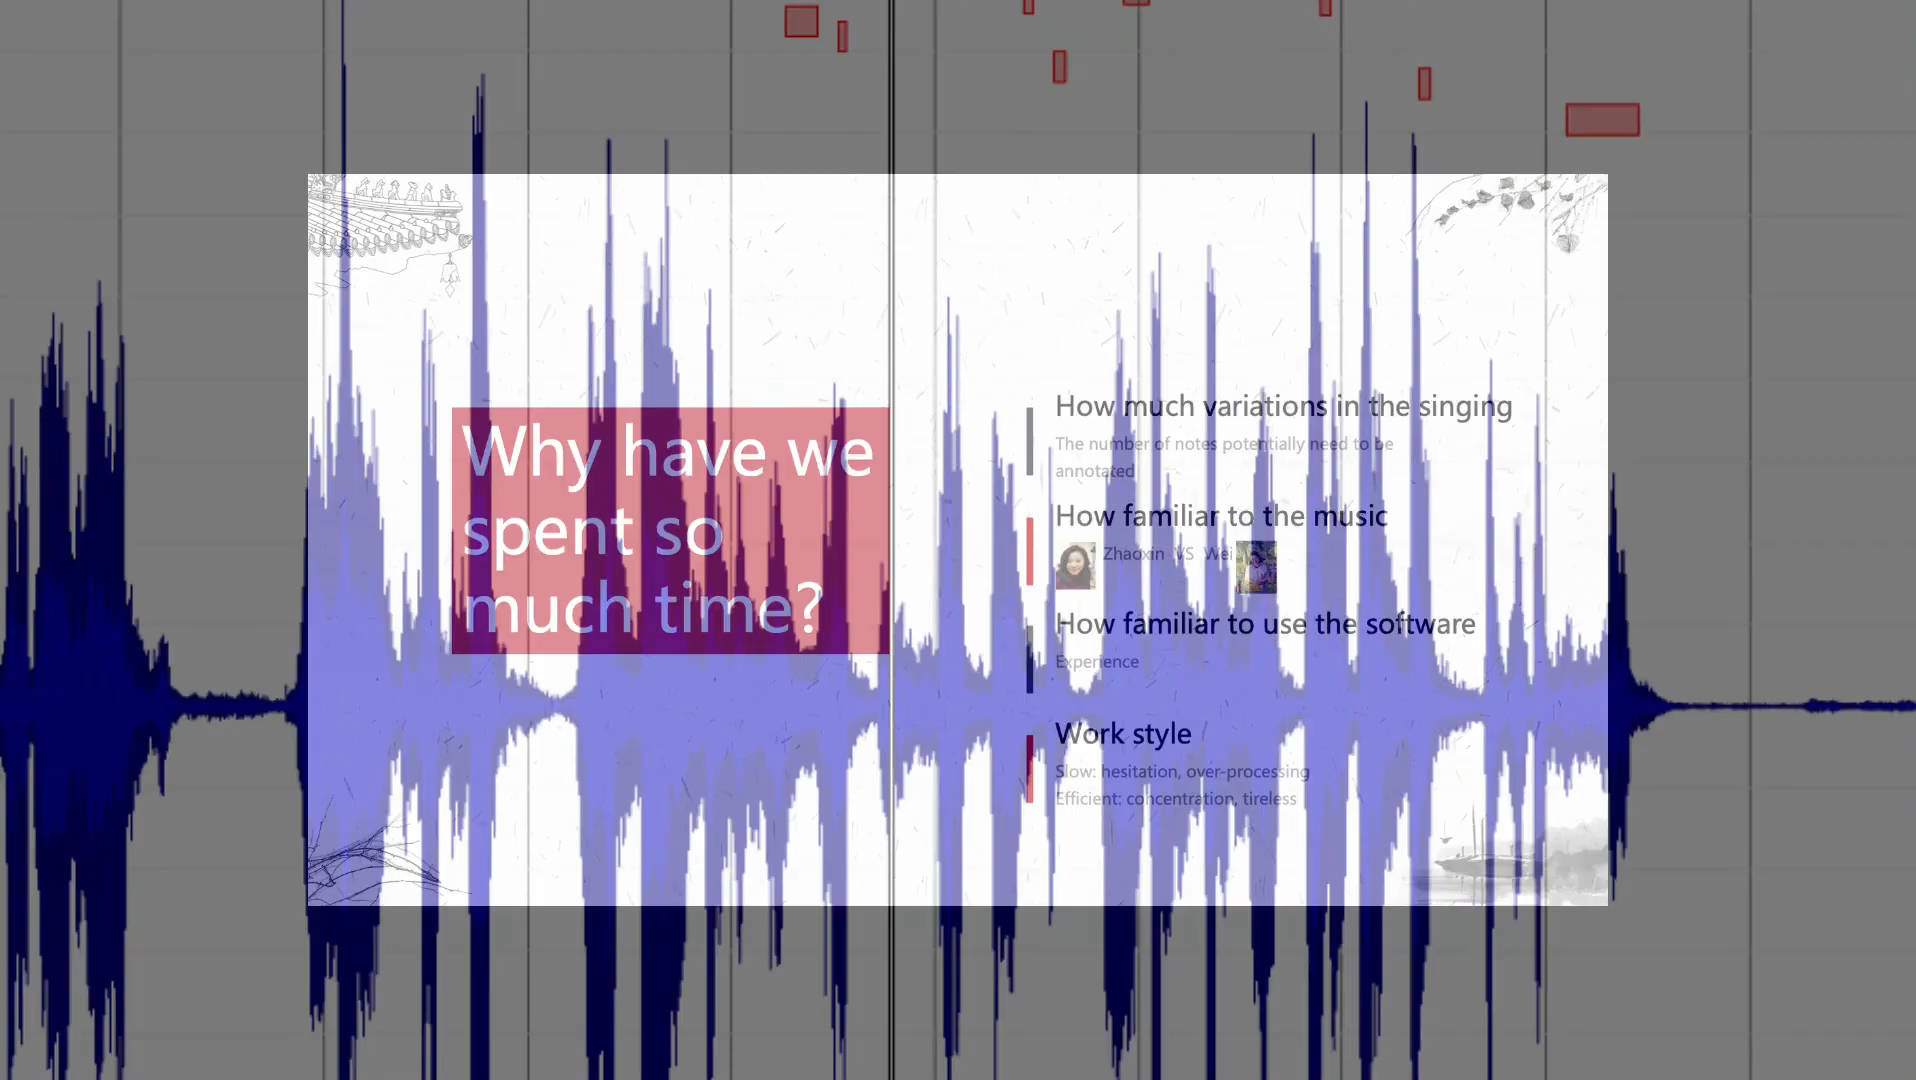 Why have we
spent so
much time?
How much variations in the singing
The number of notes potentially need to be
annotated
How familiar to the music
Zhaoxin VS Wei
How familiar to use the software
Experience
Work style
Slow: hesitation, over-processing
Efficient: concentration, tireless